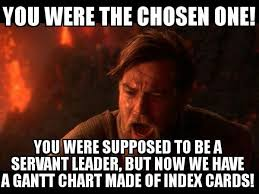 YOU WERE THE CHOSEN ONE!
YOU WERE SUPPOSED TO BE A
SERVANT LEADER, BUT NOW WE HAVE
A GANTT CHART MADE OF INDEX CARDS!